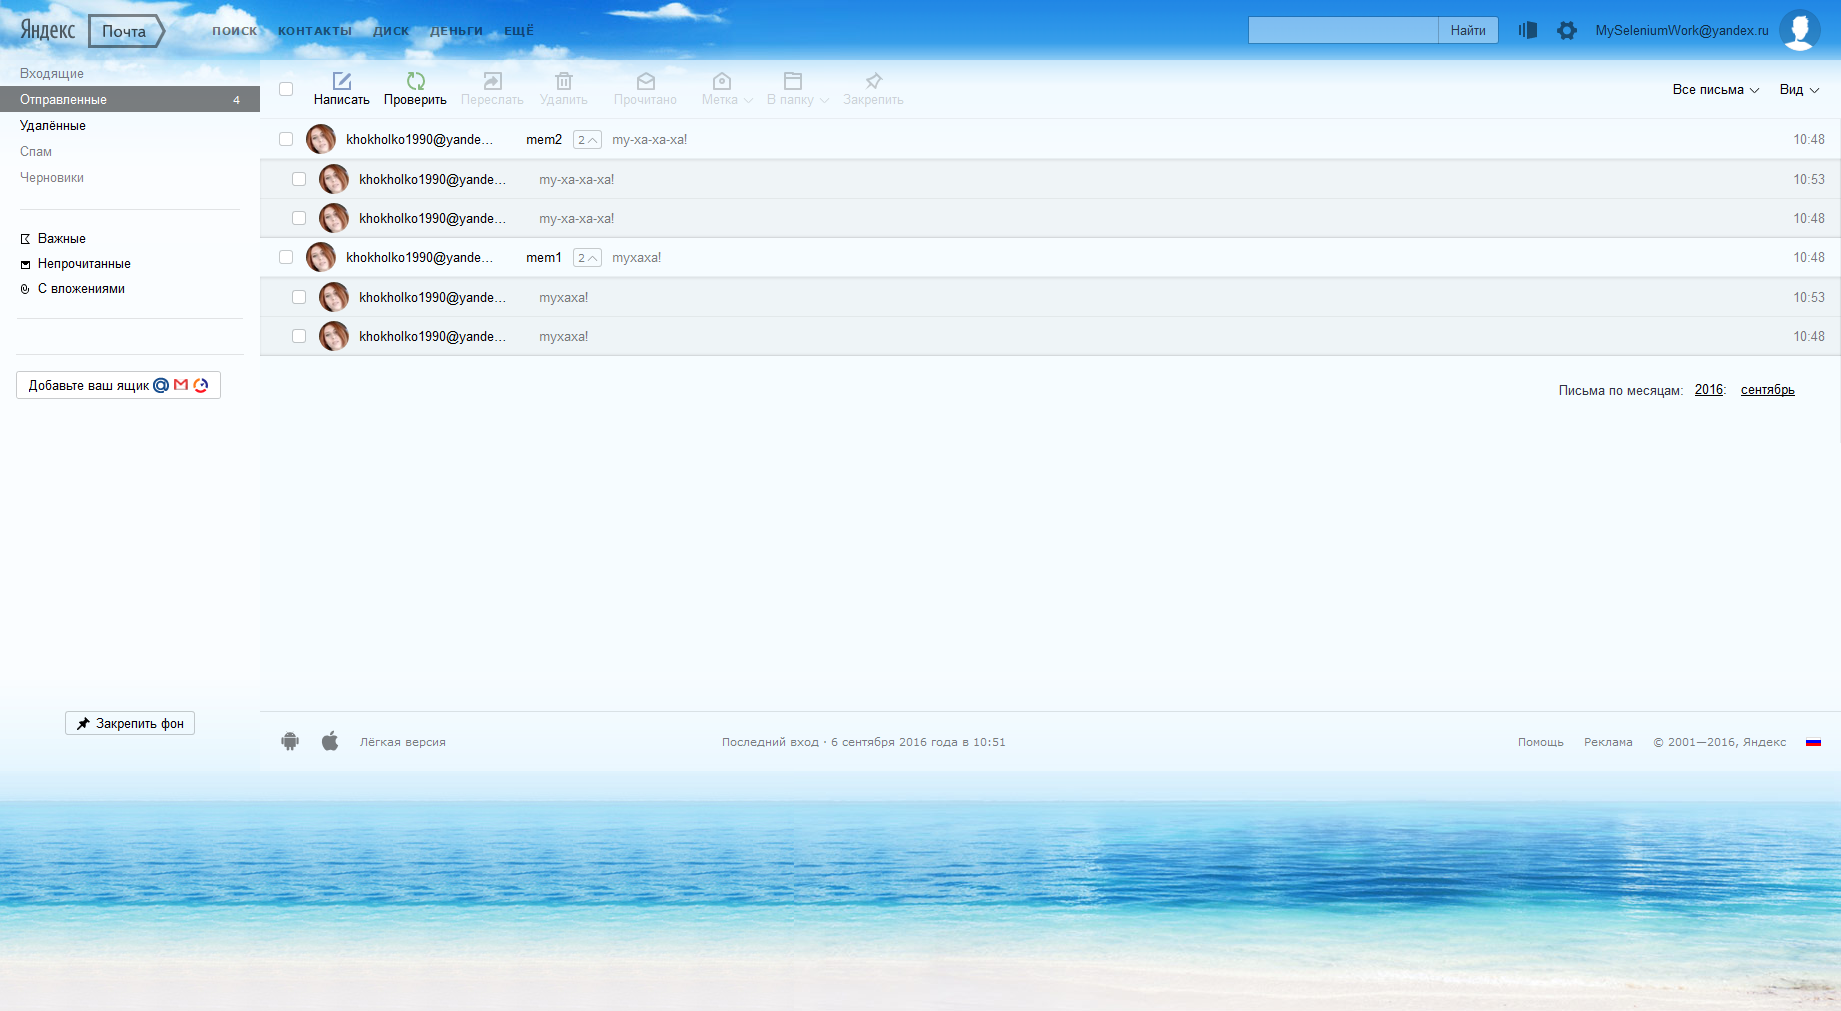 Яндекс Почта ПОИСК КОНТАКТЫ ДИСК ДЕНЬГИ ЕЩЁ Найти MySeleniumWork@yandex.ru
Входящие
Отправленные 4
Удалённые
Спам
Черновики
Важные
Непрочитанные
С вложениями
Добавьте ваш ящик
Закрепить фон
Написать Проверить Переслать Удалить Прочитано Метка В папку Закрепить Все письма Вид
khokholko1990@yande... mem2 2 my-xa-xa-xa! 10:48
khokholko1990@yande... my-xa-xa-xa! 10:53
khokholko1990@yande... my-xa-xa-xa! 10:48
khokholko1990@yande... mem1 2 myxaxa! 10:48
khokholko1990@yande... myxaxa! 10:53
khokholko1990@yande... myxaxa! 10:48
Письма по месяцам: 2016: сентябрь
Лёгкая версия Последний вход · 6 сентября 2016 года в 10:51 Помощь Реклама © 2001—2016, Яндекс